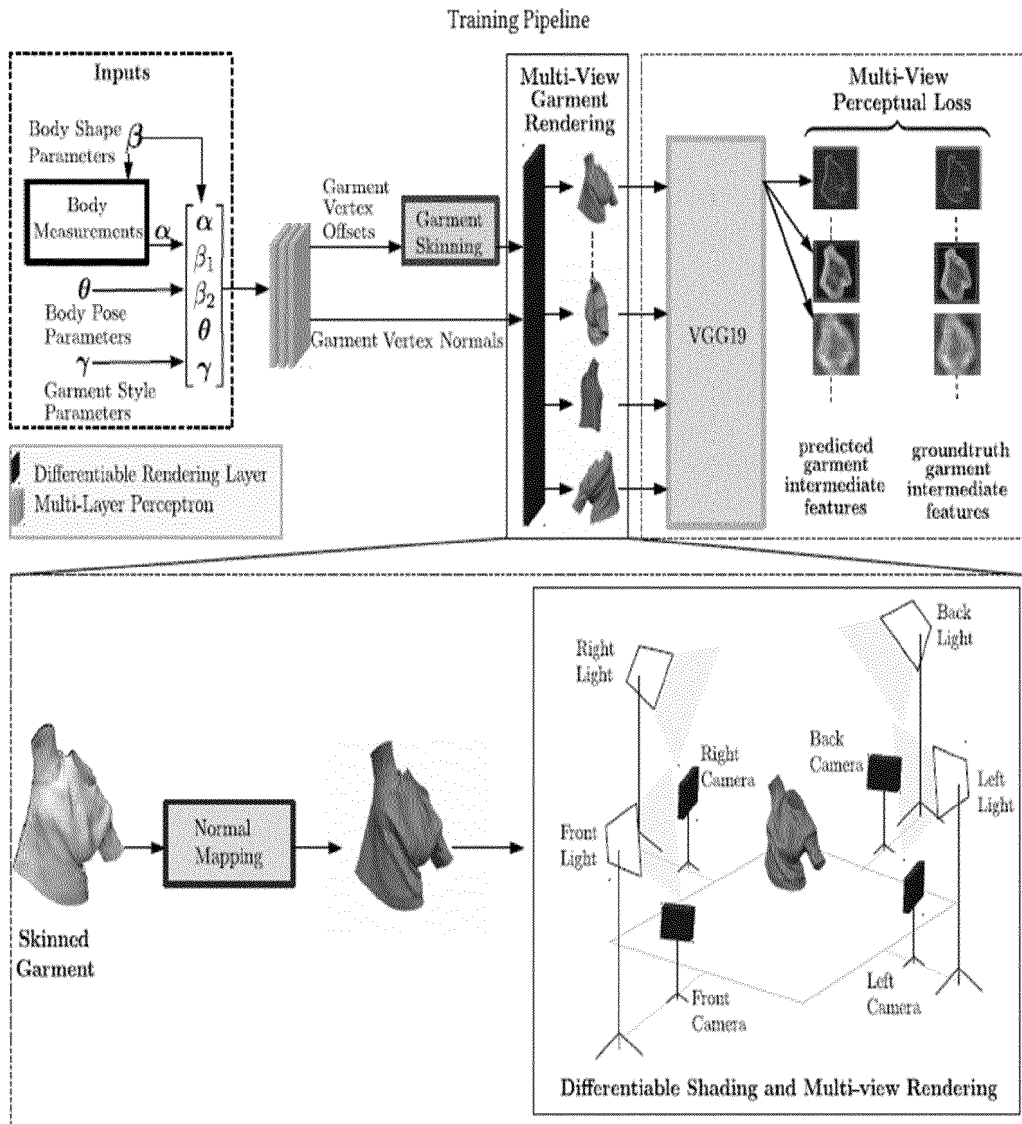 Training Pipeline
Inputs
Body Shape
Parameters
β
Body
Measurements
α
θ
Body Pose
Parameters
γ
Garment Style
Parameters
α
β1
β2
θ
γ
Garment
Vertex
Offsets
Garment
Skinning
Garment Vertex Normals
Multi-View
Garment
Rendering
VGG19
Multi-View
Perceptual Loss
predicted
garment
intermediate
features
groundtruth
garment
intermediate
features
Differentiable Rendering Layer
Multi-Layer Perceptron
Skinned
Garment
Normal
Mapping
Right
Light
Back
Light
Right
Camera
Back
Camera
Left
Light
Front
Light
Front
Camera
Left
Camera
Differentiable Shading and Multi-view Rendering